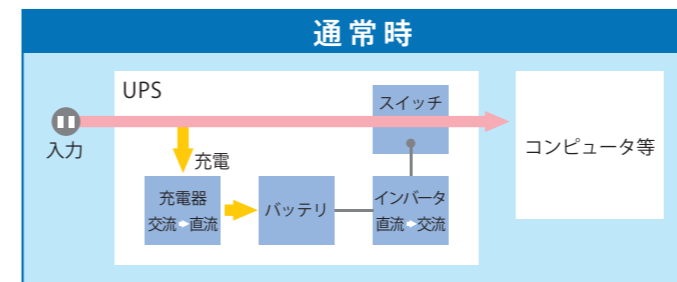 通常時
UPS
スイッチ
入力
充電
コンピュータ等
充電器
交流➡直流
バッテリ
インバータ
直流➡交流